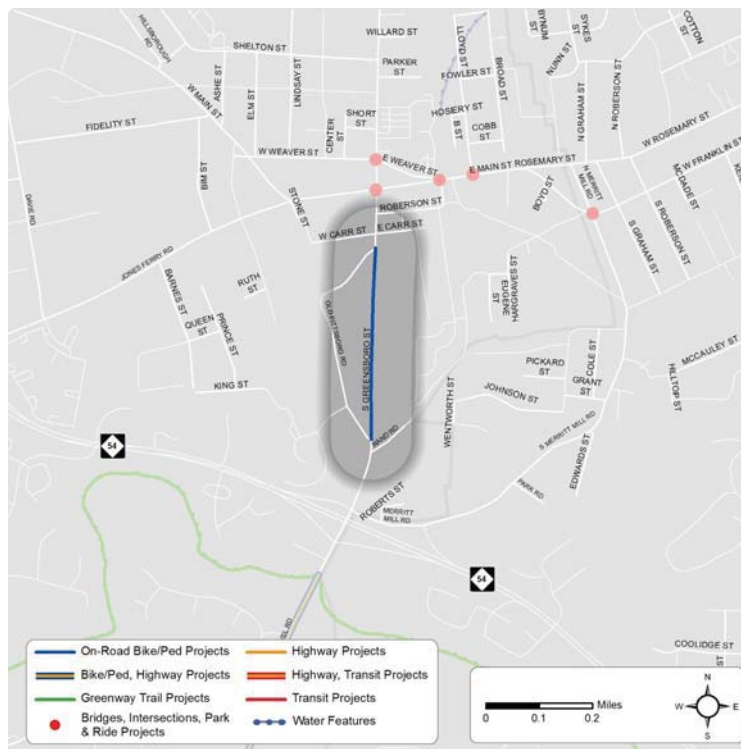 HILLSBOROUGH
RD
WILLARD ST
SHELTON ST
PARKER
ST
LLOYD ST
BROAD ST
FOWLER ST
BYNUM
ST
SYKES
ST
NUNN ST
COTTON
ST
ASHE ST
ELM ST
LINDSAY ST
W MAIN ST
SHORT
ST
CENTER
ST
HOSIERY ST
B ST
COBB
ST
N GRAHAM ST
N ROBERSON ST
FIDELITY ST
BIM ST
W WEAVER ST
E WEAVER ST
E MAIN ST
ROSEMARY ST
W ROSEMARY ST
W FRANKLIN ST
MCDADE ST
N MERRITT
MILL RD
BOYD ST
DAVIE RD
STONE ST
ROBERSON ST
W CARR ST
E CARR ST
S GRAHAM ST
S ROBERSON ST
JONES FERRY RD
BARNES ST
RUTH ST
QUEEN
ST
PRINCE ST
KING ST
OLD PITTSBORO RD
S GREENSBORO ST
EUGENE
ST
HARGRAVES ST
PICKARD
ST
COLE ST
GRANT ST
MCCAULEY ST
HILLTOP ST
JOHNSON ST
WENTWORTH ST
RAND RD
S MERRITT MILL RD
EDWARDS ST
PARK RD
54
ROBERTS ST
MERRITT
MILL RD
54
COOLIDGE ST
On-Road Bike/Ped Projects
Bike/Ped, Highway Projects
Greenway Trail Projects
Bridges, Intersections, Park
& Ride Projects
Highway Projects
Highway, Transit Projects
Transit Projects
Water Features
Miles
0 0.1 0.2
N
W E
S